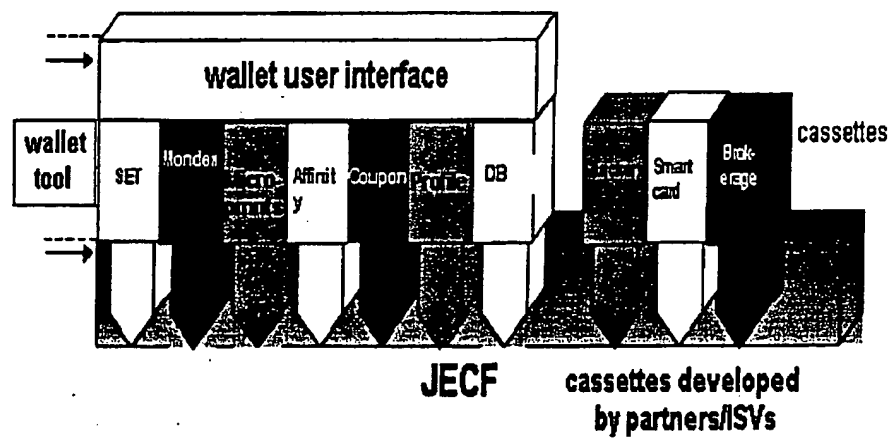 wallet user interface
wallet
tool
SET
Mondex
Affinit
y
Coupon
Profile
DB
Smart
card
Brok-
erage
cassettes
JECF
cassettes developed
by partners/ISVs